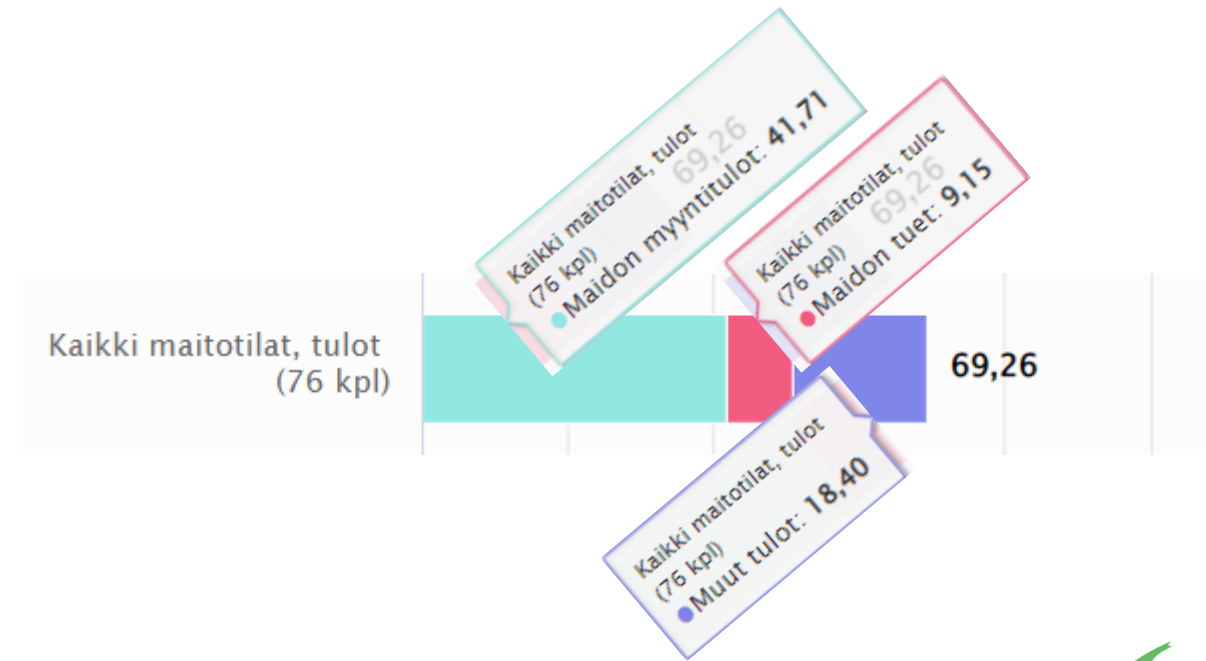 Kaikki maitotilat, tulot
(76 kpl)
69,26
Maidon myyntitulot: 41,71
Kaikki maitotilat, tulot
(76 kpl)
69,26
Maidon tuet: 9,15
Kaikki maitotilat, tulot
(76 kpl)
69,26
Kaikki maitotilat, tulot
(76 kpl)
Muut tulot: 18,40